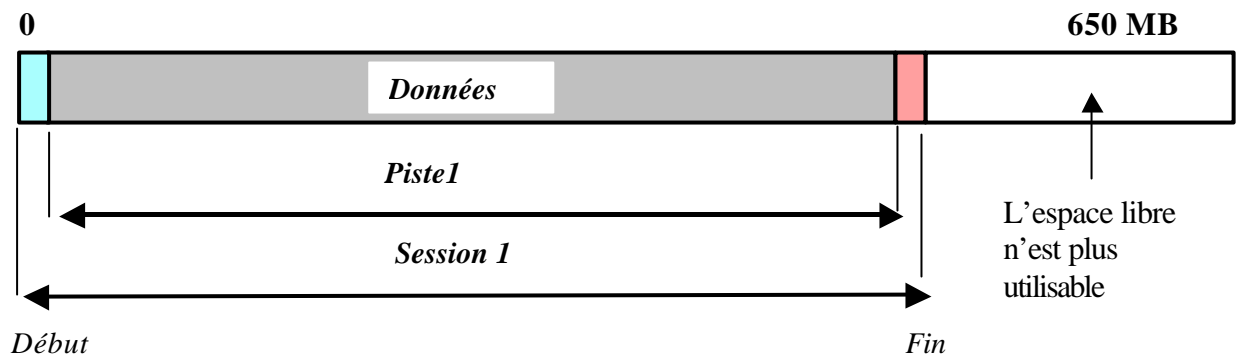 0
650 MB
Données
Piste1
Session 1
L’espace libre
n’est plus
utilisable
Début
Fin